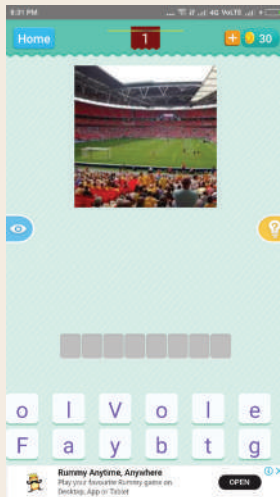 8:31 PM 4G VoLTE
Home 1 30
o l V o l e
F a y b t g
Rummy Anytime, Anywhere
Play your favourite Rummy game on
Desktop, App or Tablet
OPEN